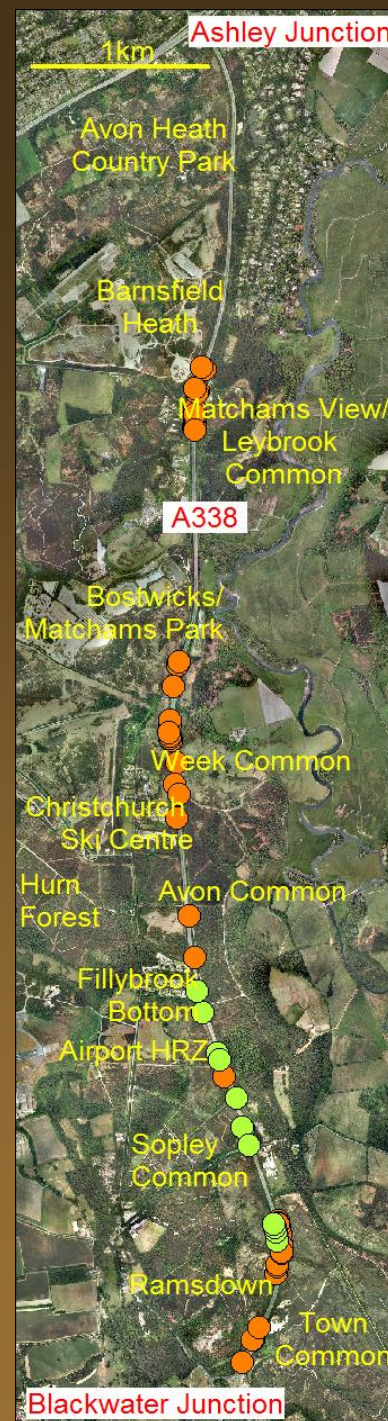 Ashley Junction
1km
Avon Heath
Country Park
Barnsfield
Heath
Matchams View/
Leybrook
Common
A338
Bostwicks/
Matchams Park
Week Common
Christchurch
Ski Centre
Hurn
Forest
Avon Common
Fillybrook
Bottom
Airport HRZ
Sopley
Common
Ramsdown
Town
Common
Blackwater Junction